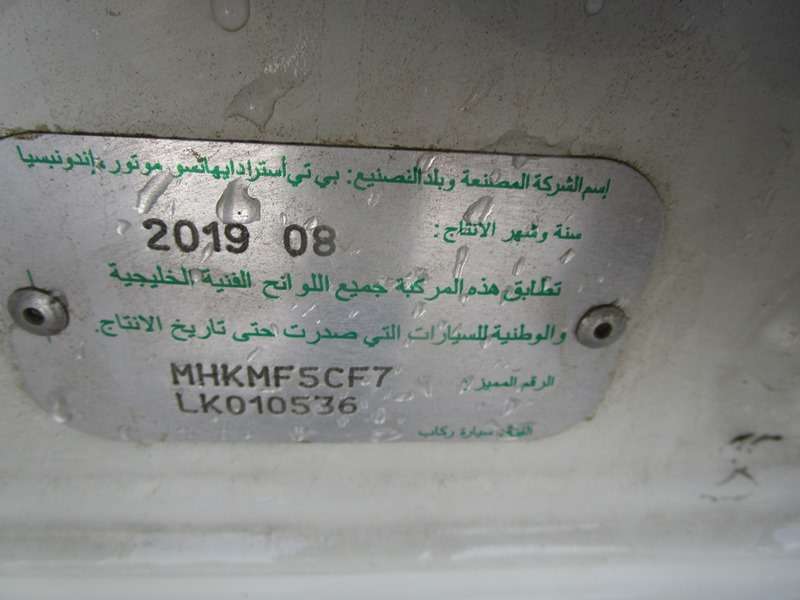 إسم الشركة المصنعة وبلد التصنيع: بي تي أسترا دايهاتسو موتور، إندونيسيا
سنة وشهر الانتاج: 2019 08
تطابق هذه المركبة جميع اللوائح الفنية الخليجية
والوطنية للسيارات التي صدرت حتى تاريخ الانتاج.
الرقم المميز: MHKMF5CF7
LK010536
الفئة: سيارة ركاب